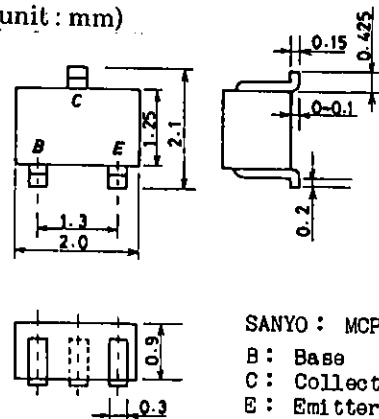 unit : mm)
C
B E
1.3
2.0
1.25
2.1
0.15
0.425
0~0.1
0.2
0.9
0.3
SANYO : MCP
B : Base
C : Collect
E : Emitter